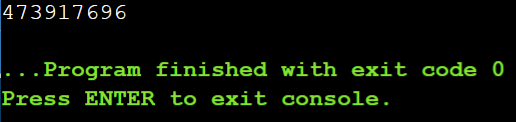 473917696
...Program finished with exit code 0
Press ENTER to exit console.